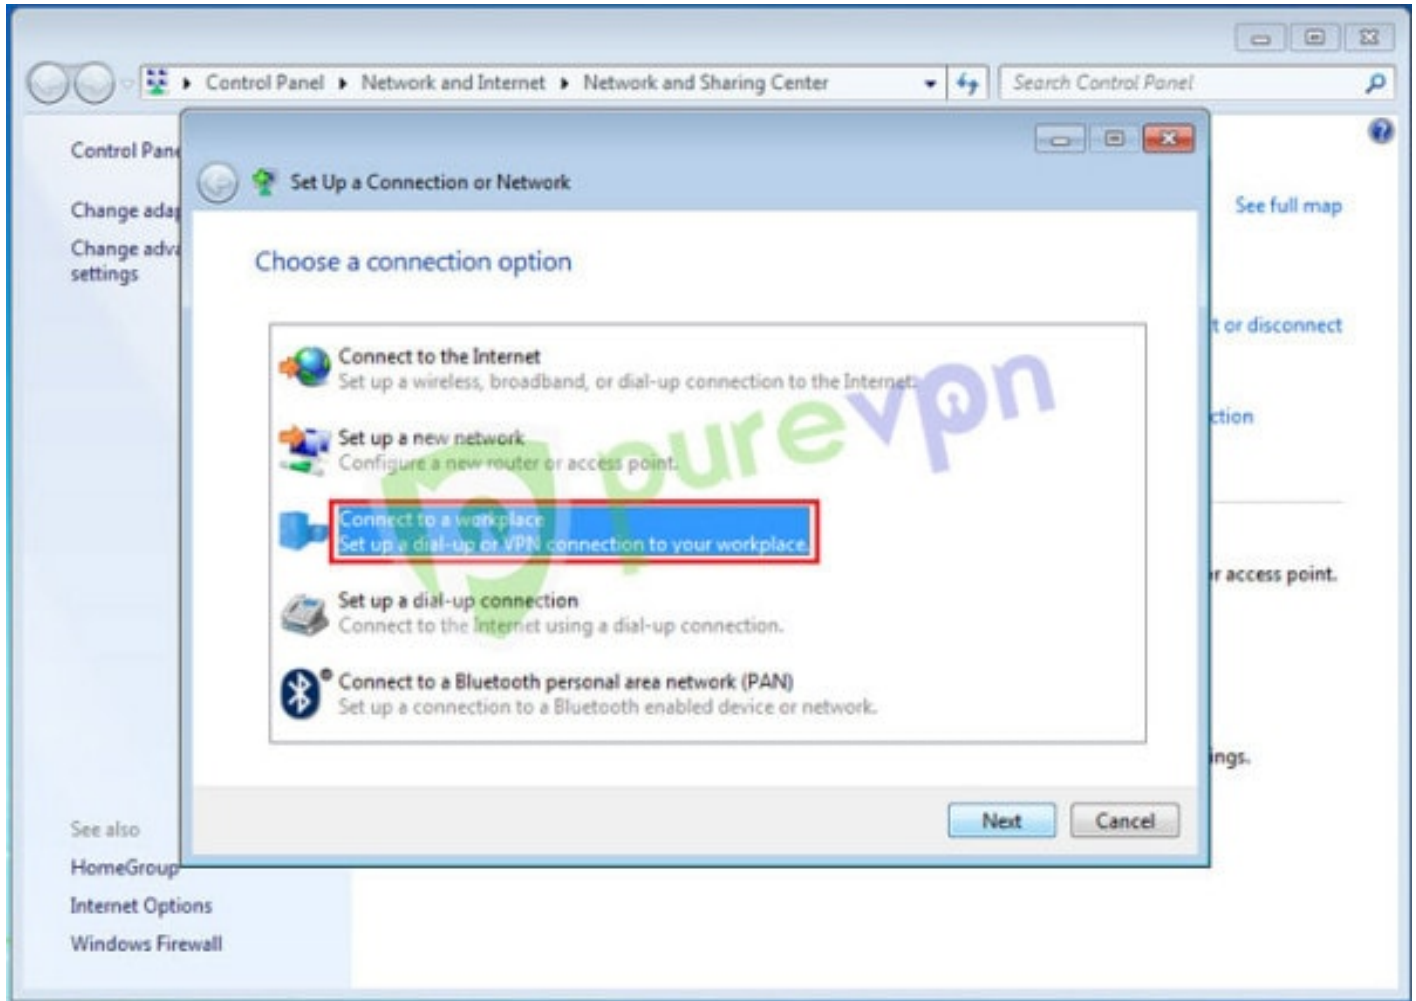 Control Panel ▸ Network and Internet ▸ Network and Sharing Center
Search Control Panel
Control Pane
Change adap
Change adva
settings
See also
HomeGroup
Internet Options
Windows Firewall
Set Up a Connection or Network
Choose a connection option
Connect to the Internet
Set up a wireless, broadband, or dial-up connection to the Internet.
Set up a new network
Configure a new router or access point.
Connect to a workplace
Set up a dial-up or VPN connection to your workplace.
Set up a dial-up connection
Connect to the Internet using a dial-up connection.
Connect to a Bluetooth personal area network (PAN)
Set up a connection to a Bluetooth enabled device or network.
Next
Cancel
See full map
t or disconnect
ction
r access point.
ings.
purevpn